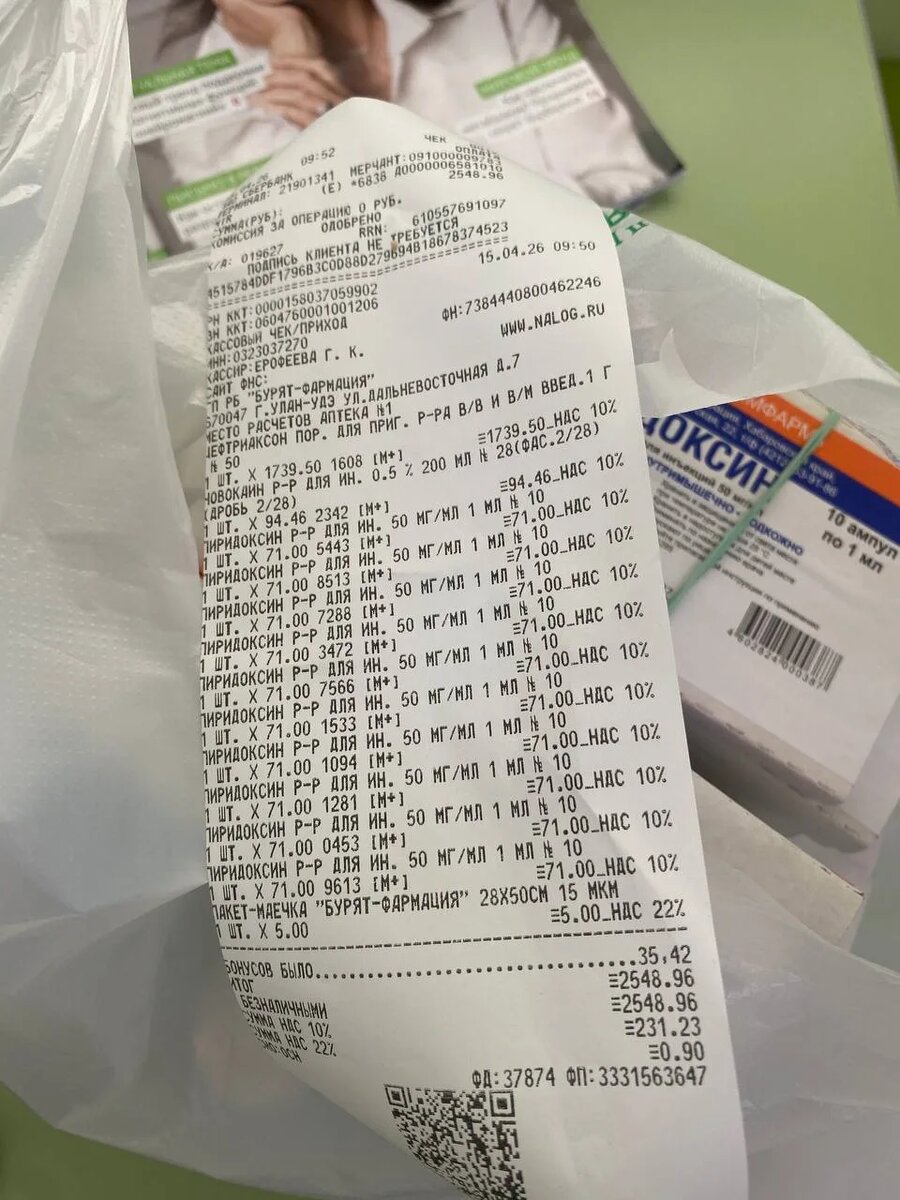 ЧЕК
ОПЛАТА
09:52
СБЕРБАНК
МЕРЧАНТ:091000009783
ТЕРМИНАЛ: 21901341
(E) *6838 A0000006581010
СУММА(РУБ): 2548.96
КОМИССИЯ ЗА ОПЕРАЦИЮ 0 РУБ.
ОДОБРЕНО
К/А: 019627 RRN: 610557691097
ПОДПИСЬ КЛИЕНТА НЕ ТРЕБУЕТСЯ
4515784DDF1796B3C0D88D279694B18678374523
15.04.26 09:50
РН ККТ:0000158037059902
ЗН ККТ:0604760001001206 ФН:7384440800462246
КАССОВЫЙ ЧЕК/ПРИХОД
ИНН:0323037270 WWW.NALOG.RU
КАССИР:ЕРОФЕЕВА Г. К.
САЙТ ФНС:
ГП РБ "БУРЯТ-ФАРМАЦИЯ"
670047 Г.УЛАН-УДЭ УЛ.ДАЛЬНЕВОСТОЧНАЯ Д.7
МЕСТО РАСЧЕТОВ АПТЕКА №1
ЦЕФТРИАКСОН ПОР. ДЛЯ ПРИГ. Р-РА В/В И В/М ВВЕД.1 Г
№ 50
1 ШТ. X 1739.50 1608 [M+] ≡1739.50_НДС 10%
НОВОКАИН Р-Р ДЛЯ ИН. 0.5 % 200 МЛ № 28(ФАС.2/28)
(ДРОБЬ 2/28)
1 ШТ. X 94.46 2342 [M+] ≡94.46_НДС 10%
ПИРИДОКСИН Р-Р ДЛЯ ИН. 50 МГ/МЛ 1 МЛ № 10
1 ШТ. X 71.00 5443 [M+] ≡71.00_НДС 10%
ПИРИДОКСИН Р-Р ДЛЯ ИН. 50 МГ/МЛ 1 МЛ № 10
1 ШТ. X 71.00 8513 [M+] ≡71.00_НДС 10%
ПИРИДОКСИН Р-Р ДЛЯ ИН. 50 МГ/МЛ 1 МЛ № 10
1 ШТ. X 71.00 7288 [M+] ≡71.00_НДС 10%
ПИРИДОКСИН Р-Р ДЛЯ ИН. 50 МГ/МЛ 1 МЛ № 10
1 ШТ. X 71.00 3472 [M+] ≡71.00_НДС 10%
ПИРИДОКСИН Р-Р ДЛЯ ИН. 50 МГ/МЛ 1 МЛ № 10
1 ШТ. X 71.00 7566 [M+] ≡71.00_НДС 10%
ПИРИДОКСИН Р-Р ДЛЯ ИН. 50 МГ/МЛ 1 МЛ № 10
1 ШТ. X 71.00 1533 [M+] ≡71.00_НДС 10%
ПИРИДОКСИН Р-Р ДЛЯ ИН. 50 МГ/МЛ 1 МЛ № 10
1 ШТ. X 71.00 1094 [M+] ≡71.00_НДС 10%
ПИРИДОКСИН Р-Р ДЛЯ ИН. 50 МГ/МЛ 1 МЛ № 10
1 ШТ. X 71.00 1281 [M+] ≡71.00_НДС 10%
ПИРИДОКСИН Р-Р ДЛЯ ИН. 50 МГ/МЛ 1 МЛ № 10
1 ШТ. X 71.00 0453 [M+] ≡71.00_НДС 10%
ПИРИДОКСИН Р-Р ДЛЯ ИН. 50 МГ/МЛ 1 МЛ № 10
1 ШТ. X 71.00 9613 [M+] ≡71.00_НДС 10%
ПАКЕТ-МАЕЧКА "БУРЯТ-ФАРМАЦИЯ" 28X50СМ 15 МКМ
1 ШТ. X 5.00 ≡5.00_НДС 22%
БОНУСОВ БЫЛО................................35,42
ИТОГ ≡2548.96
БЕЗНАЛИЧНЫМИ ≡2548.96
СУММА НДС 10% ≡231.23
СУММА НДС 22% ≡0.90
ОСН
ФД:37874 ФП:3331563647
ДОКСИН
для инъекций 50 мг/мл
10 ампул
по 1 мл
4602824000387